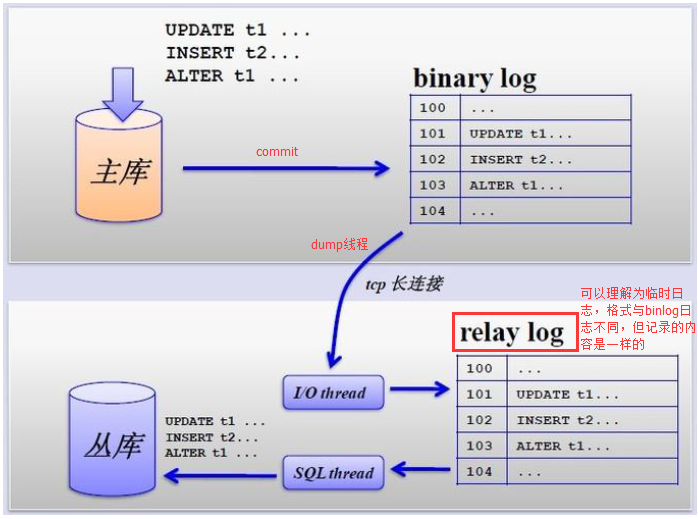 UPDATE t1 ...
INSERT t2...
ALTER t1 ...
主库
commit
binary log
100 ...
101 UPDATE t1...
102 INSERT t2...
103 ALTER t1...
104 ...
dump线程
tcp 长连接
可以理解为临时日
志，格式与binlog日
志不同，但记录的内
容是一样的
relay log
100 ...
101 UPDATE t1...
102 INSERT t2...
103 ALTER t1...
104 ...
I/O thread
SQL thread
UPDATE t1 ...
INSERT t2...
ALTER t1 ...
丛库